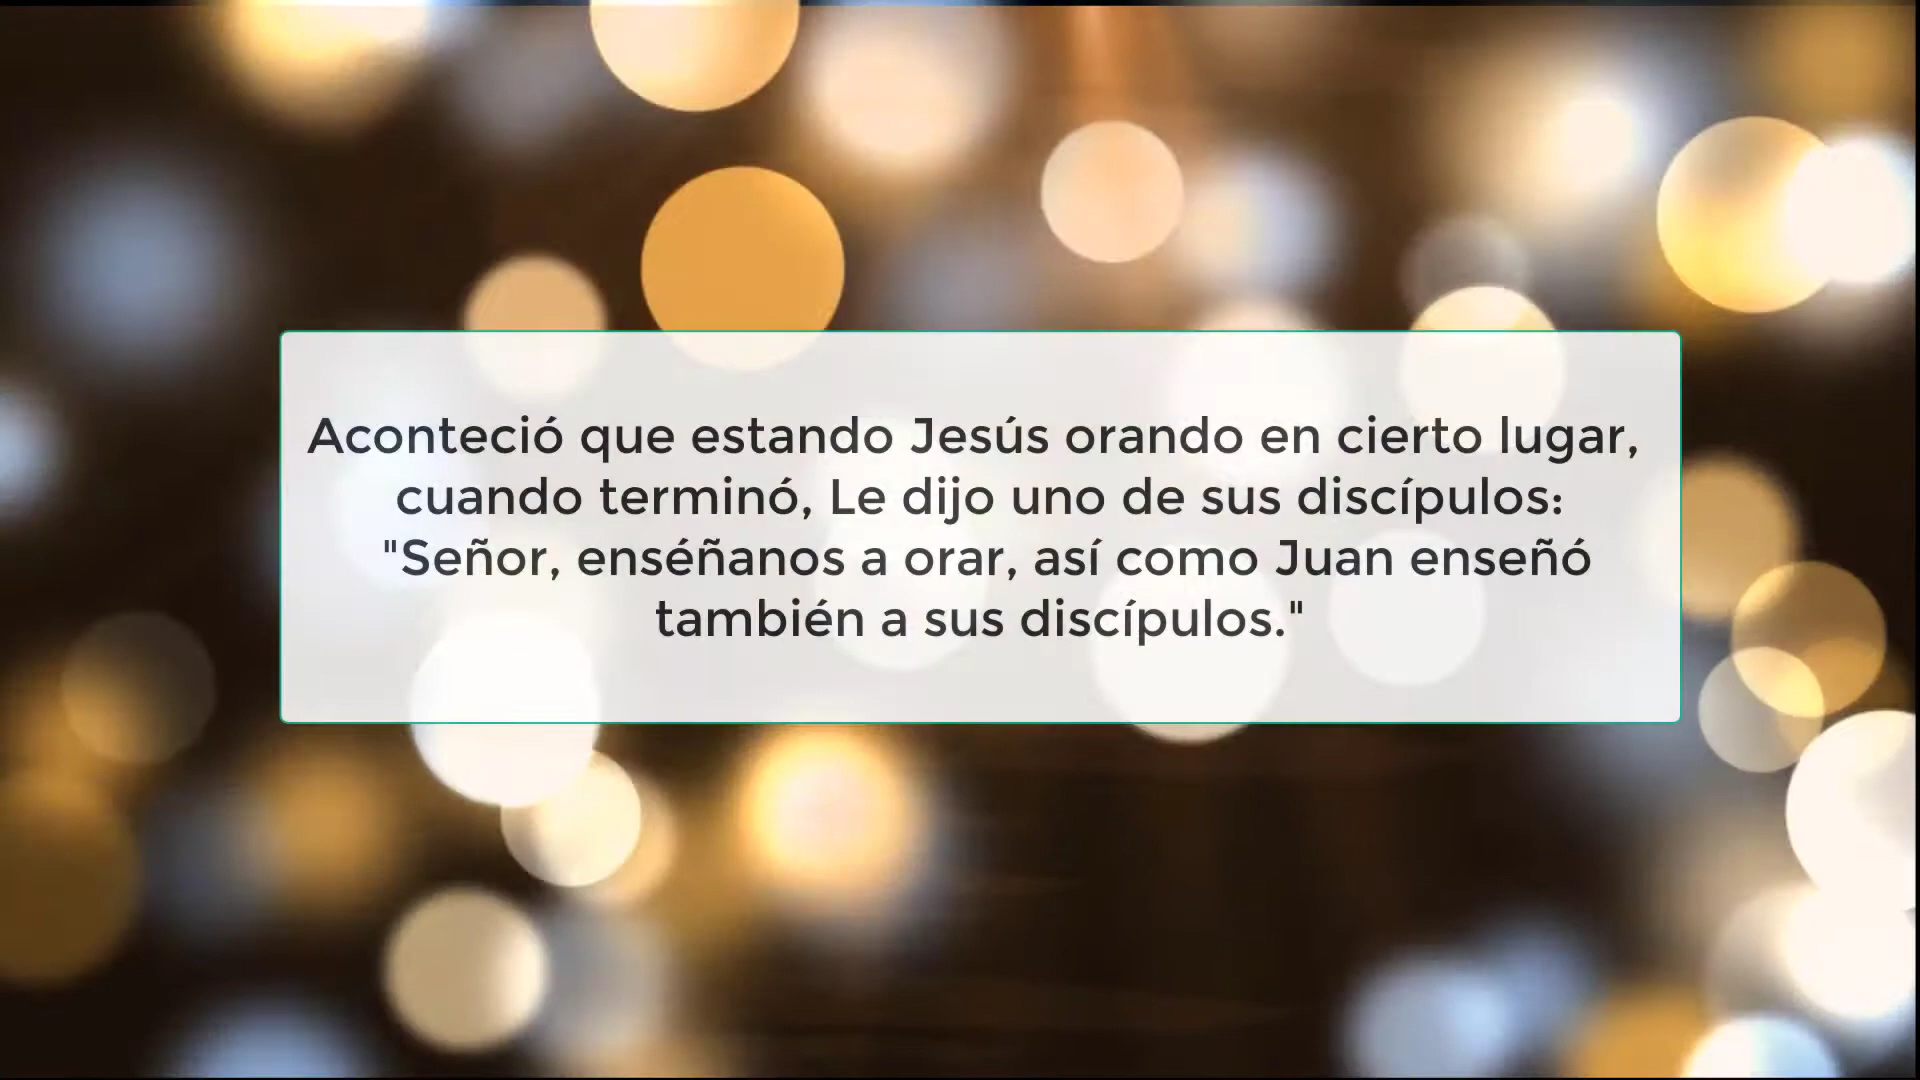 Aconteció que estando Jesús orando en cierto lugar,
cuando terminó, Le dijo uno de sus discípulos:
"Señor, enséñanos a orar, así como Juan enseñó
también a sus discípulos."